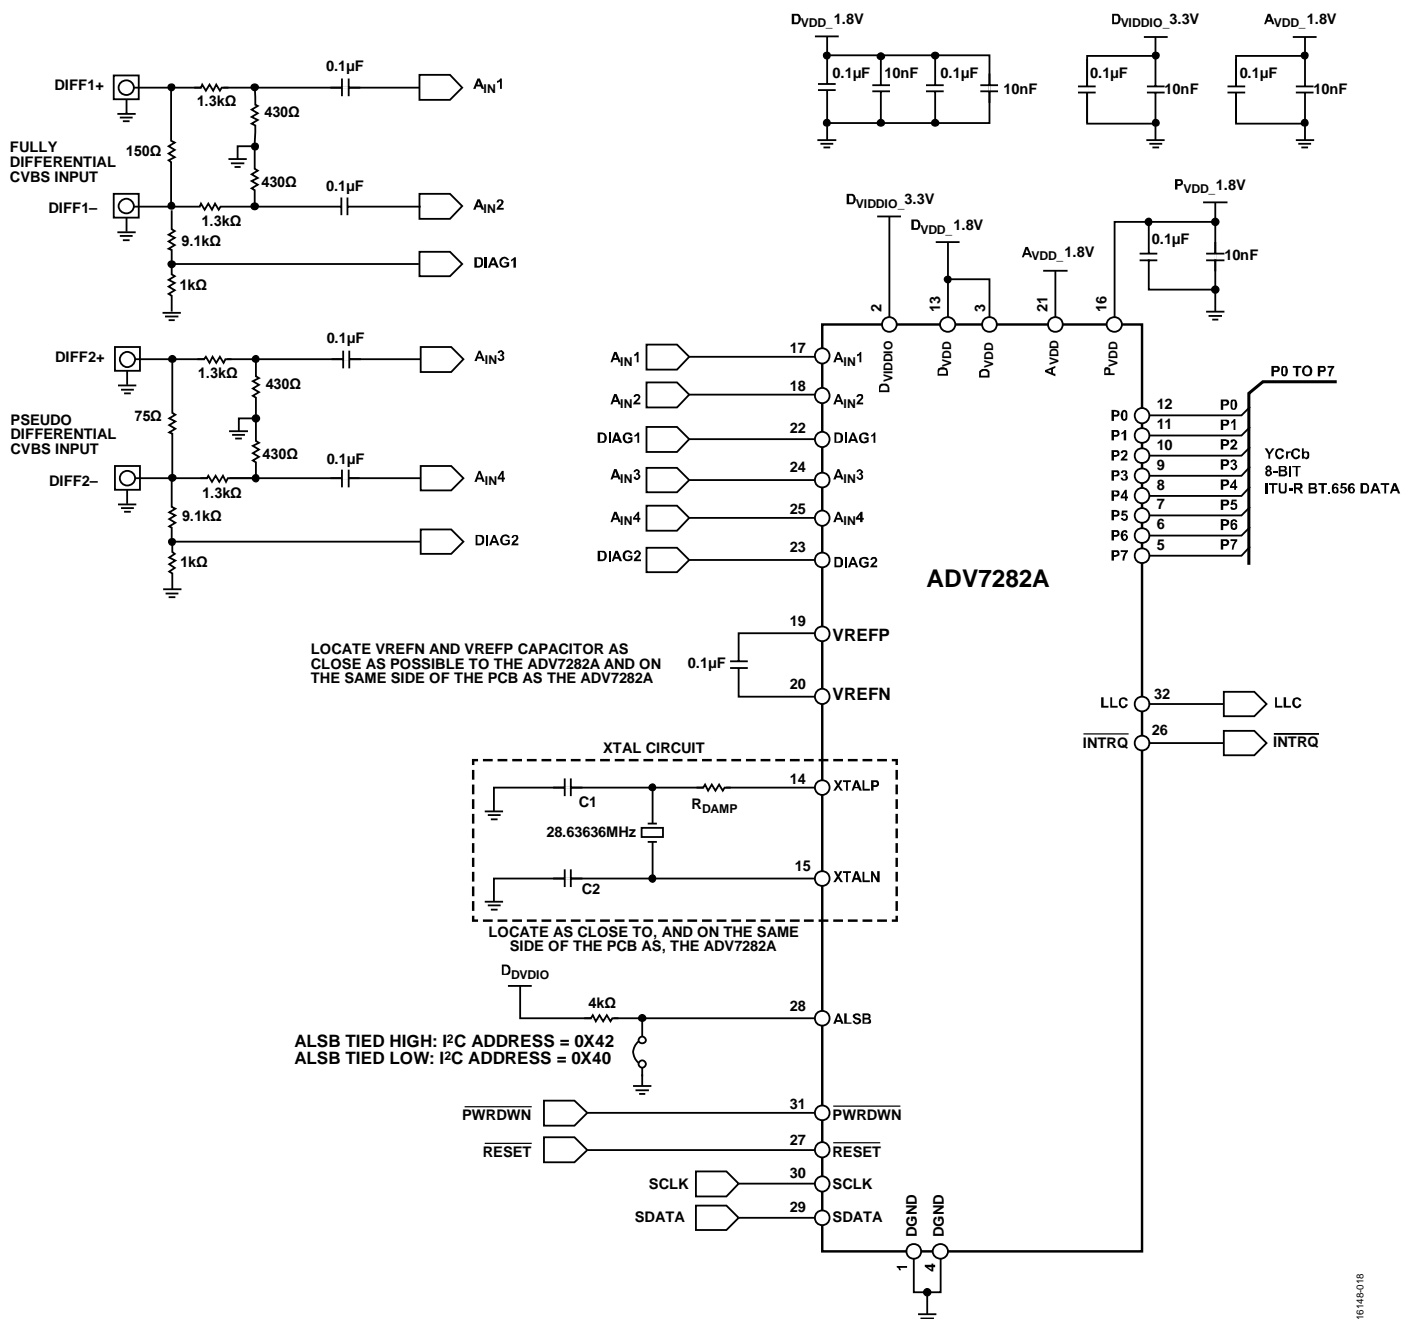 DVDD_1.8V
DVIDDIO_3.3V
AVDD_1.8V
0.1µF
10nF
0.1µF
10nF
0.1µF
10nF
0.1µF
10nF
DIFF1+
1.3kΩ
0.1µF
AIN1
430Ω
FULLY
DIFFERENTIAL
CVBS INPUT
150Ω
430Ω
0.1µF
DIFF1–
1.3kΩ
AIN2
9.1kΩ
DIAG1
1kΩ
DIFF2+
1.3kΩ
0.1µF
AIN3
430Ω
PSEUDO
DIFFERENTIAL
CVBS INPUT
75Ω
430Ω
0.1µF
DIFF2–
1.3kΩ
AIN4
9.1kΩ
DIAG2
1kΩ
DVIDDIO_3.3V
DVDD_1.8V
AVDD_1.8V
PVDD_1.8V
0.1µF
10nF
2
13
3
21
16
DVIDDIO
DVDD
DVDD
AVDD
PVDD
AIN1
17
AIN1
AIN2
18
AIN2
DIAG1
22
DIAG1
AIN3
24
AIN3
AIN4
25
AIN4
DIAG2
23
DIAG2
P0 TO P7
P0
12
P0
P1
11
P1
P2
10
P2
P3
9
P3
P4
8
P4
P5
7
P5
P6
6
P6
P7
5
P7
YCrCb
8-BIT
ITU-R BT.656 DATA
ADV7282A
LOCATE VREFN AND VREFP CAPACITOR AS
CLOSE AS POSSIBLE TO THE ADV7282A AND ON
THE SAME SIDE OF THE PCB AS THE ADV7282A
0.1µF
19
VREFP
20
VREFN
LLC
32
LLC
INTRQ
26
INTRQ
XTAL CIRCUIT
C1
RDAMP
14
XTALP
28.63636MHz
C2
15
XTALN
LOCATE AS CLOSE TO, AND ON THE SAME
SIDE OF THE PCB AS, THE ADV7282A
DDVDIO
4kΩ
28
ALSB
ALSB TIED HIGH: I²C ADDRESS = 0X42
ALSB TIED LOW: I²C ADDRESS = 0X40
PWRDWN
31
PWRDWN
RESET
27
RESET
SCLK
30
SCLK
SDATA
29
SDATA
DGND
DGND
1
4
16148-018